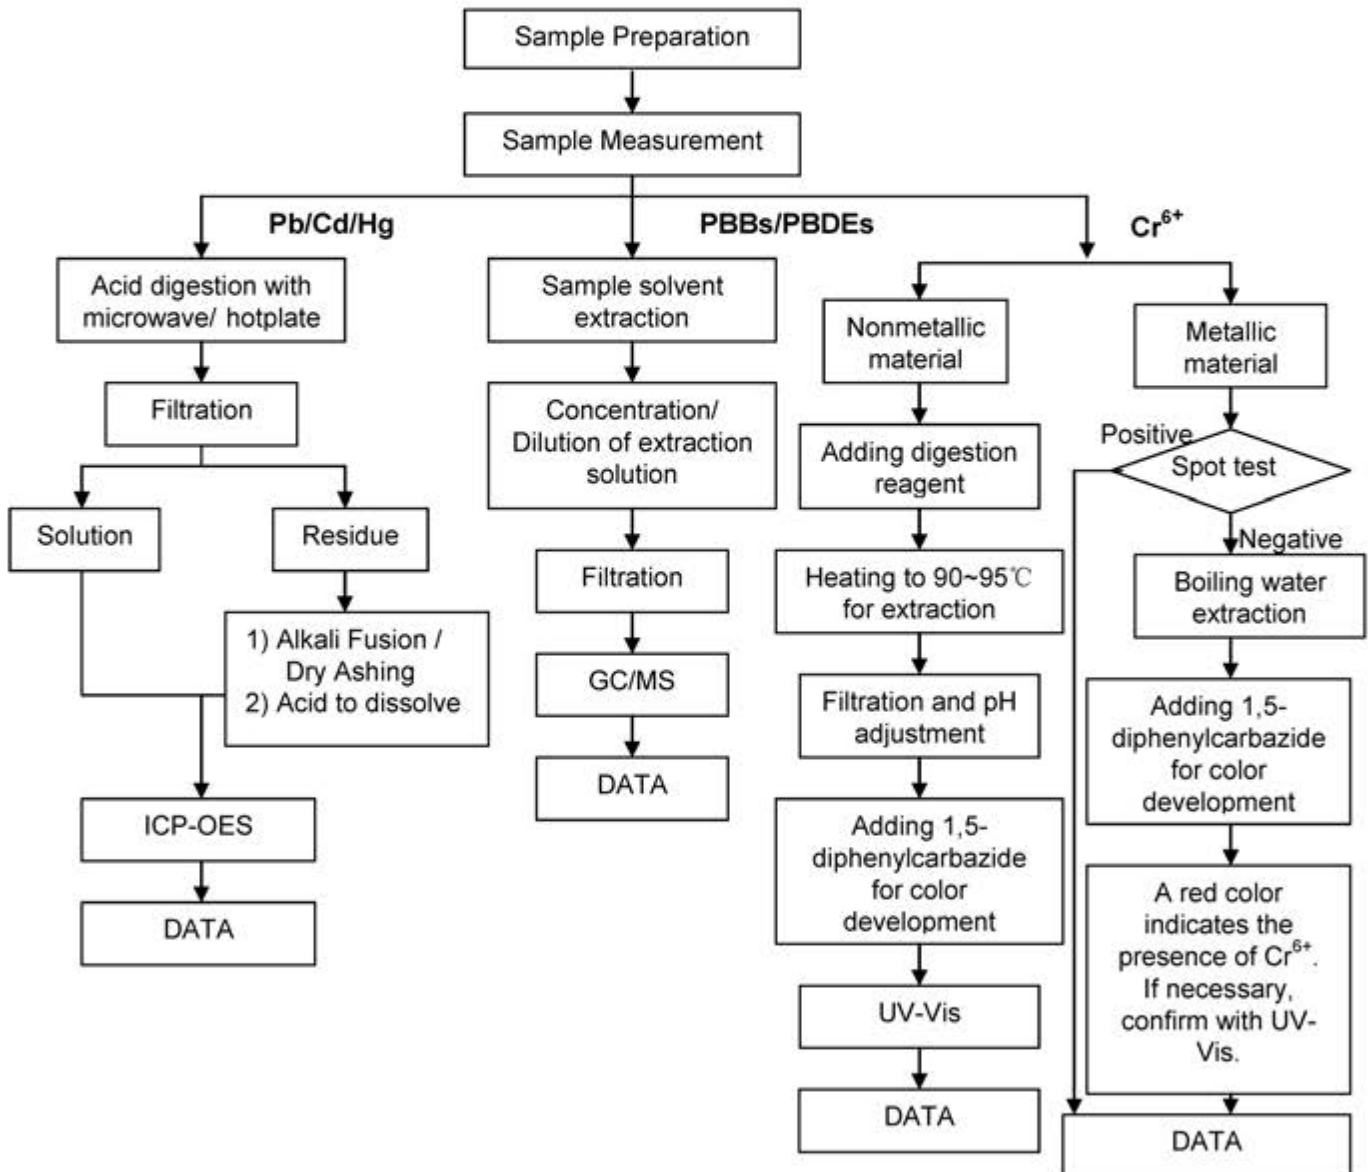 Sample Preparation
Sample Measurement
Pb/Cd/Hg
Acid digestion with
microwave/ hotplate
Filtration
Solution
Residue
1) Alkali Fusion /
Dry Ashing
2) Acid to dissolve
ICP-OES
DATA
PBBs/PBDEs
Sample solvent
extraction
Concentration/
Dilution of extraction
solution
Filtration
GC/MS
DATA
Cr⁶⁺
Nonmetallic
material
Adding digestion
reagent
Heating to 90~95℃
for extraction
Filtration and pH
adjustment
Adding 1,5-
diphenylcarbazide
for color
development
UV-Vis
DATA
Metallic
material
Positive
Spot test
Negative
Boiling water
extraction
Adding 1,5-
diphenylcarbazide
for color
development
A red color
indicates the
presence of Cr⁶⁺.
If necessary,
confirm with UV-
Vis.
DATA